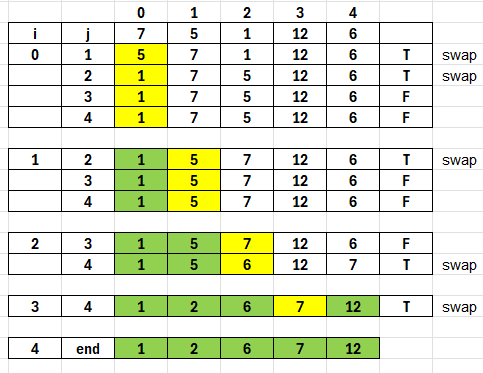 0 1 2 3 4
i j 7 5 1 12 6
0 1 5 7 1 12 6 T swap
2 1 7 5 12 6 T swap
3 1 7 5 12 6 F
4 1 7 5 12 6 F
1 2 1 5 7 12 6 T swap
3 1 5 7 12 6 F
4 1 5 7 12 6 F
2 3 1 5 7 12 6 F
4 1 5 6 12 7 T swap
3 4 1 2 6 7 12 T swap
4 end 1 2 6 7 12